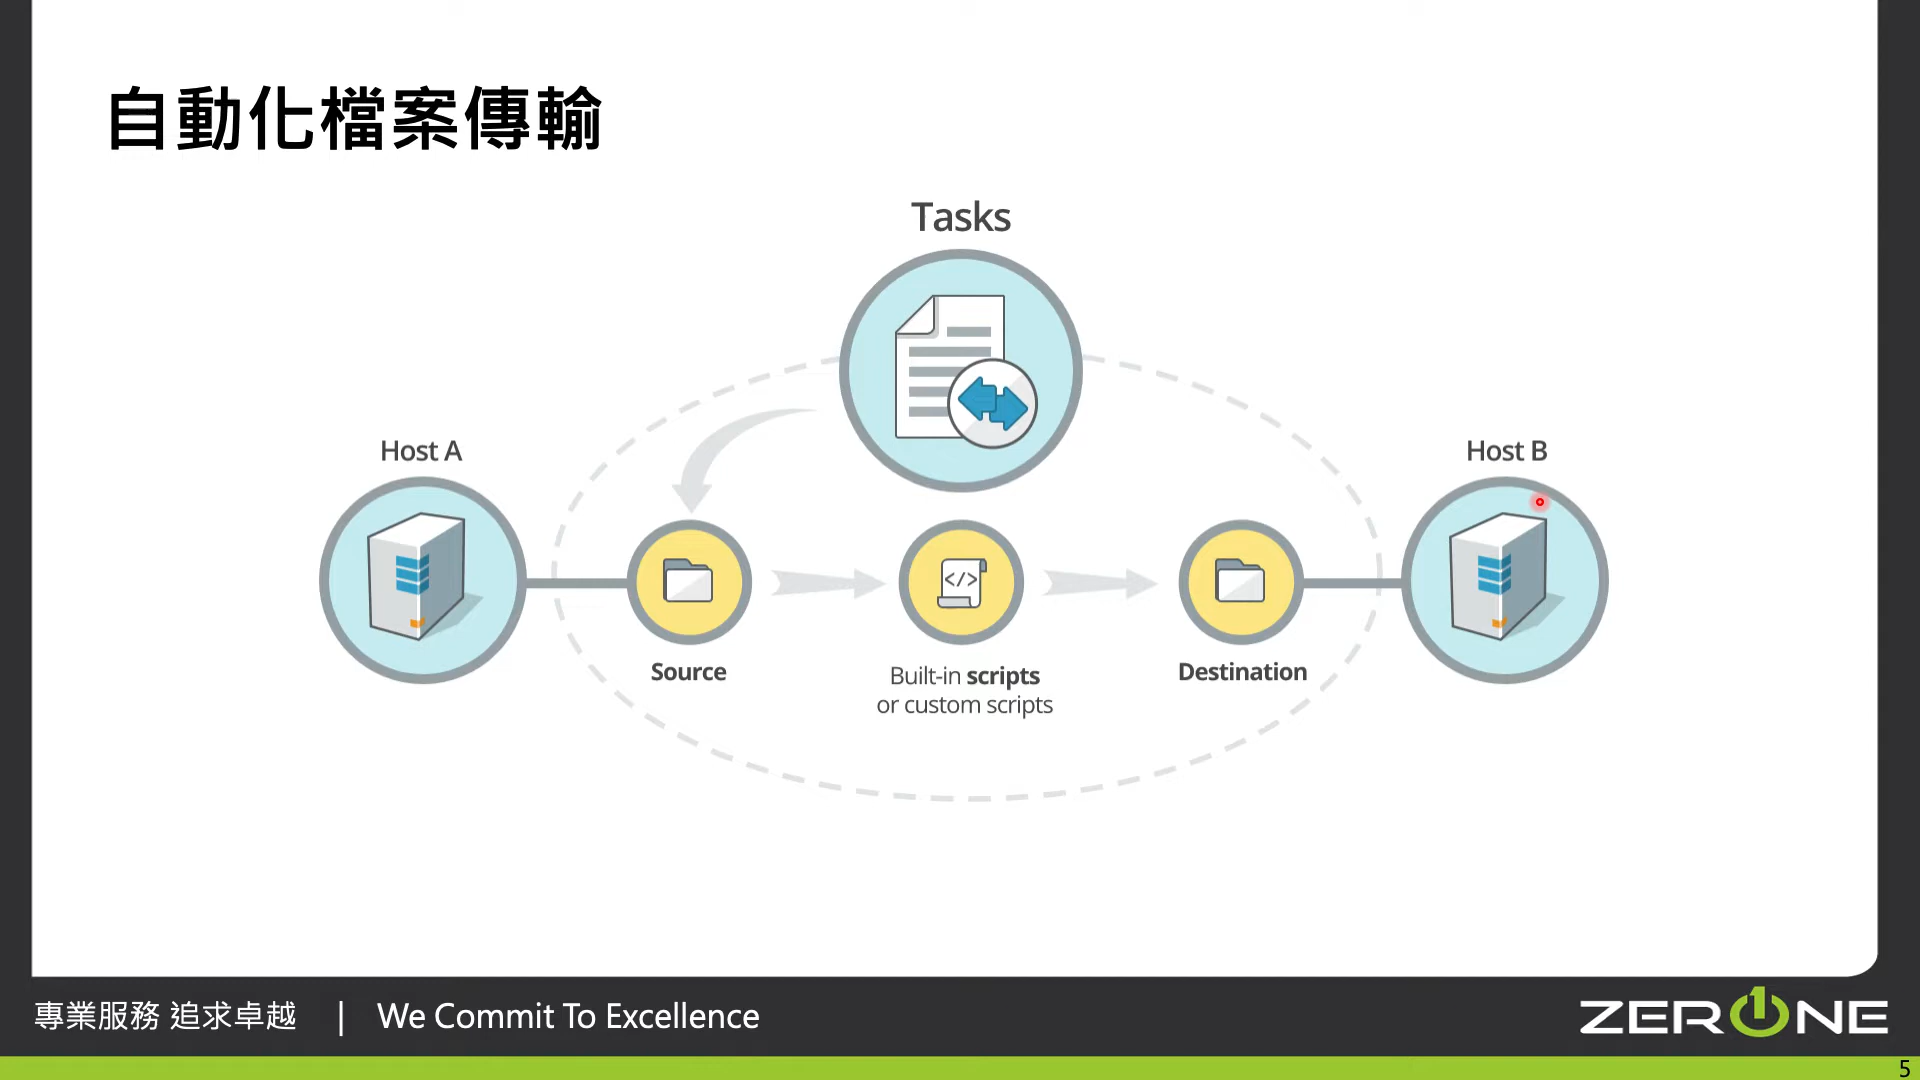 自動化檔案傳輸
Tasks
Host A
Host B
Source
Built-in scripts
or custom scripts
Destination
專業服務 追求卓越 | We Commit To Excellence
ZERONE
5